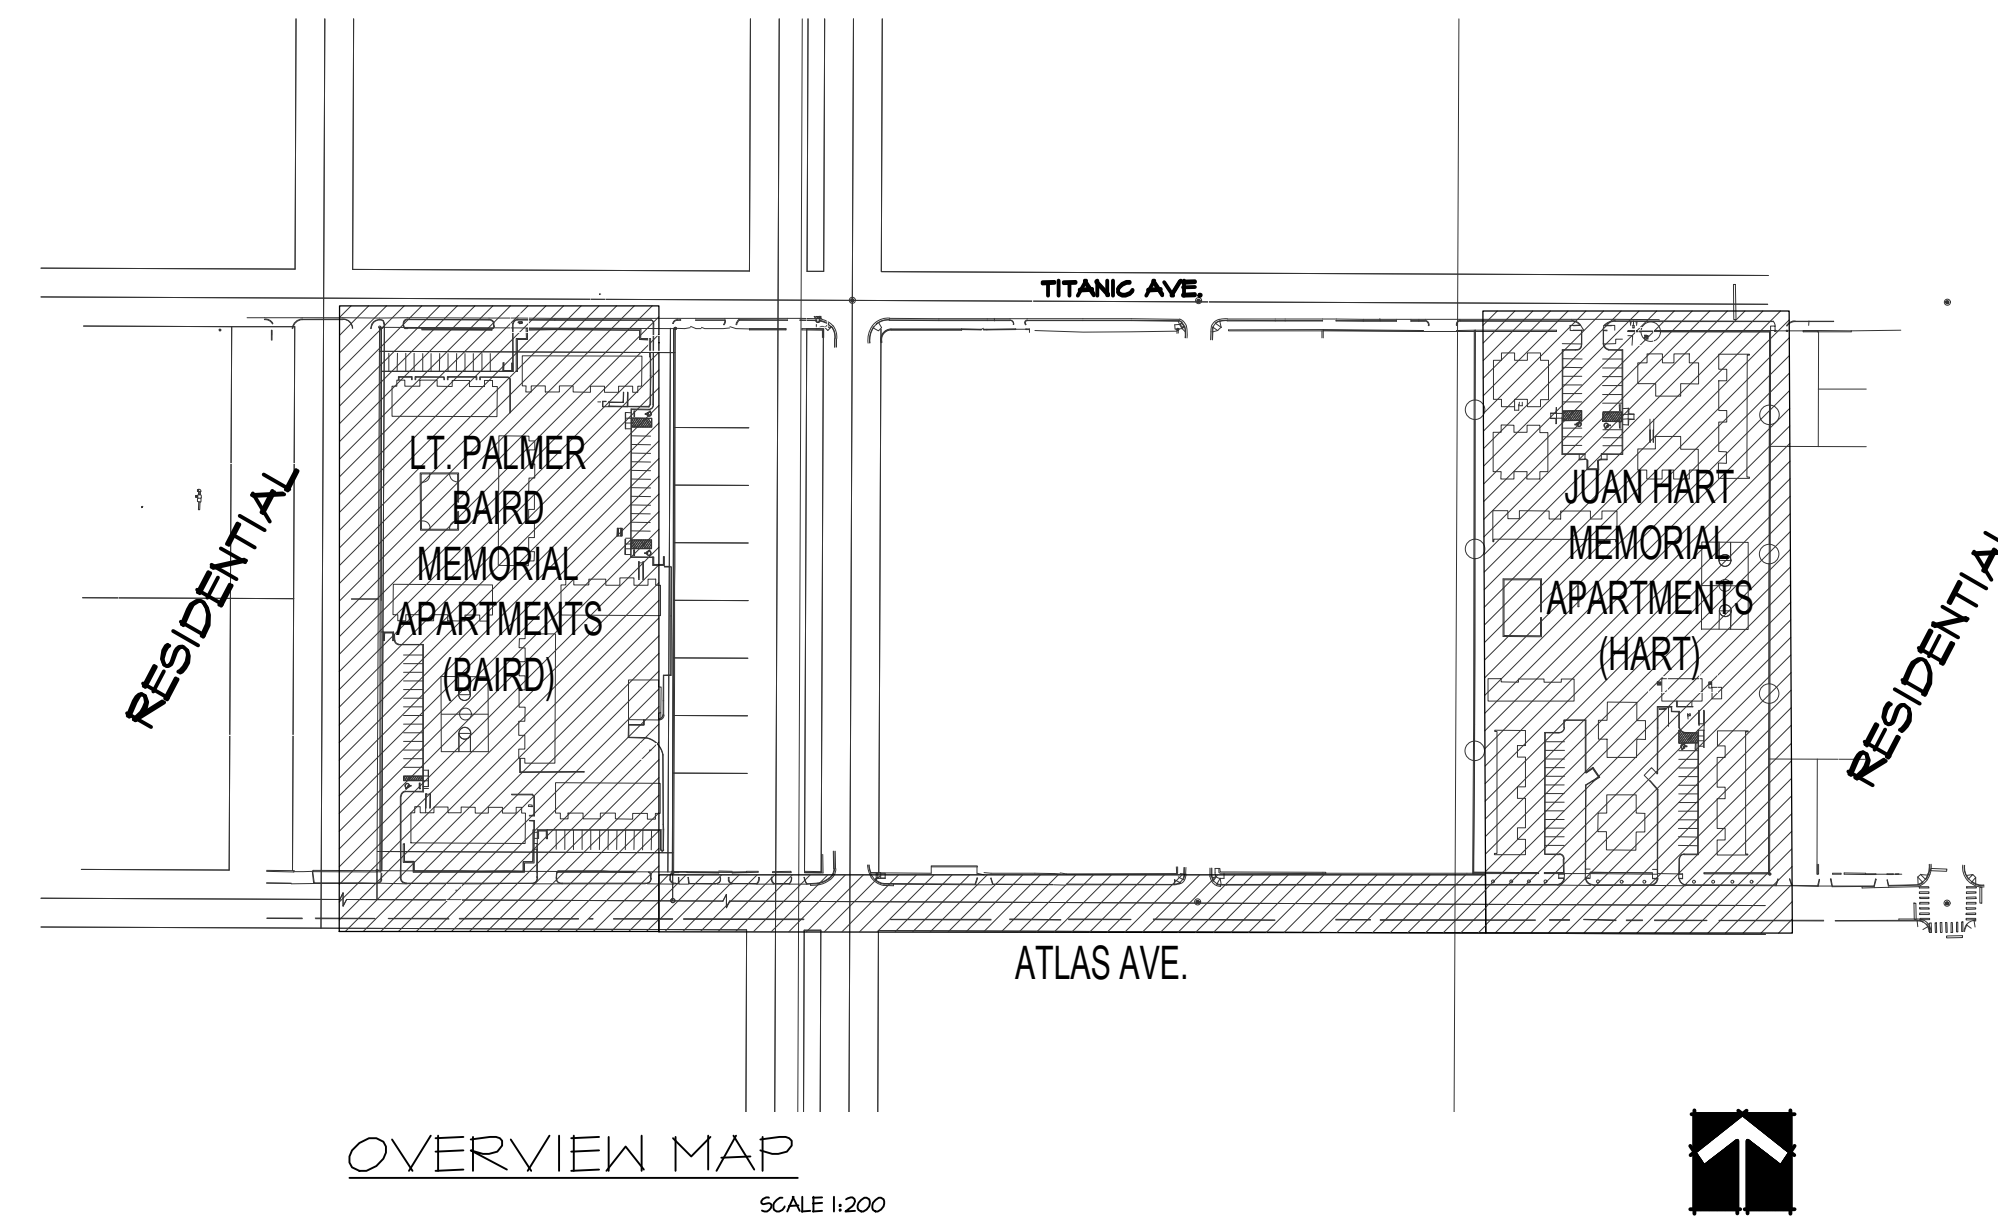 TITANIC AVE.
LT. PALMER
BAIRD
MEMORIAL
APARTMENTS
(BAIRD)
JUAN HART
MEMORIAL
APARTMENTS
(HART)
RESIDENTIAL
RESIDENTIAL
ATLAS AVE.
OVERVIEW MAP
SCALE 1:200